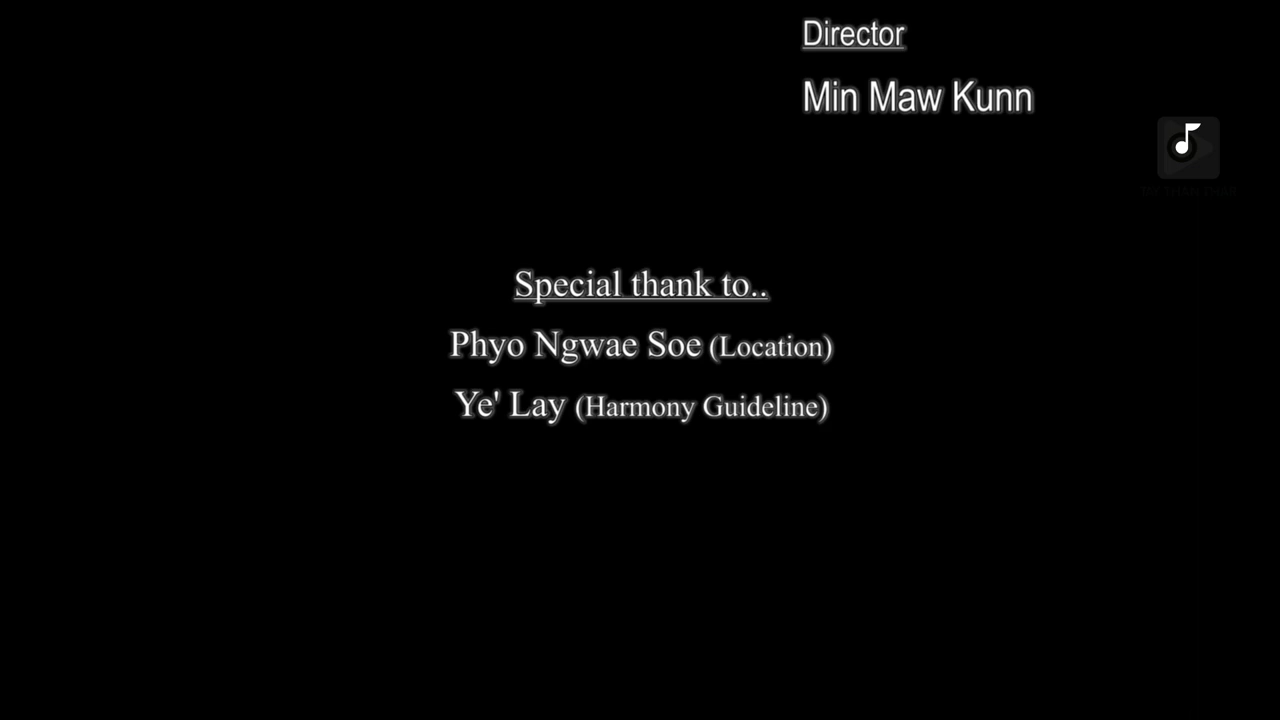 Director
Min Maw Kunn
Special thank to..
Phyo Ngwae Soe (Location)
Ye' Lay (Harmony Guideline)